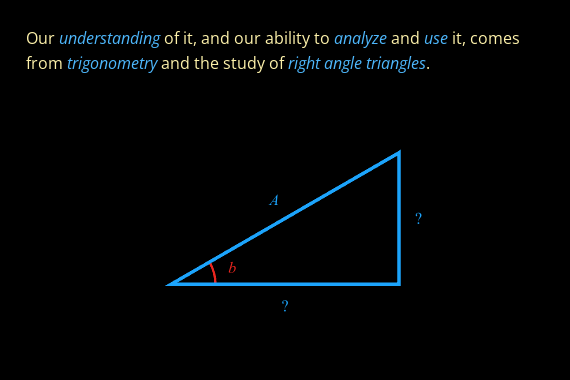 Our understanding of it, and our ability to analyze and use it, comes
from trigonometry and the study of right angle triangles.
A
?
b
?